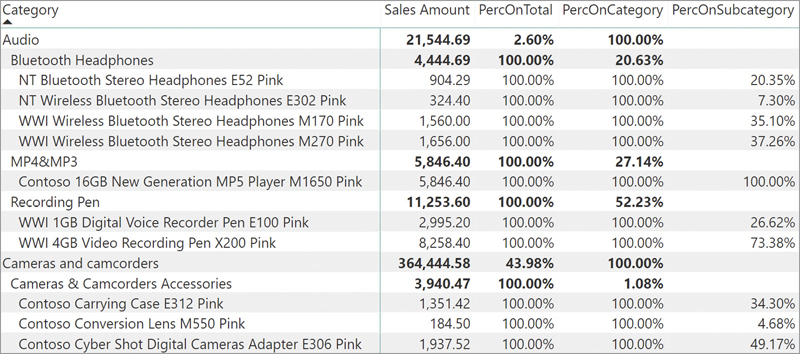 Category Sales Amount PercOnTotal PercOnCategory PercOnSubcategory
Audio 21,544.69 2.60% 100.00%
Bluetooth Headphones 4,444.69 100.00% 20.63%
NT Bluetooth Stereo Headphones E52 Pink 904.29 100.00% 100.00% 20.35%
NT Wireless Bluetooth Stereo Headphones E302 Pink 324.40 100.00% 100.00% 7.30%
WWI Wireless Bluetooth Stereo Headphones M170 Pink 1,560.00 100.00% 100.00% 35.10%
WWI Wireless Bluetooth Stereo Headphones M270 Pink 1,656.00 100.00% 100.00% 37.26%
MP4&MP3 5,846.40 100.00% 27.14%
Contoso 16GB New Generation MP5 Player M1650 Pink 5,846.40 100.00% 100.00% 100.00%
Recording Pen 11,253.60 100.00% 52.23%
WWI 1GB Digital Voice Recorder Pen E100 Pink 2,995.20 100.00% 100.00% 26.62%
WWI 4GB Video Recording Pen X200 Pink 8,258.40 100.00% 100.00% 73.38%
Cameras and camcorders 364,444.58 43.98% 100.00%
Cameras & Camcorders Accessories 3,940.47 100.00% 1.08%
Contoso Carrying Case E312 Pink 1,351.42 100.00% 100.00% 34.30%
Contoso Conversion Lens M550 Pink 184.50 100.00% 100.00% 4.68%
Contoso Cyber Shot Digital Cameras Adapter E306 Pink 1,937.52 100.00% 100.00% 49.17%